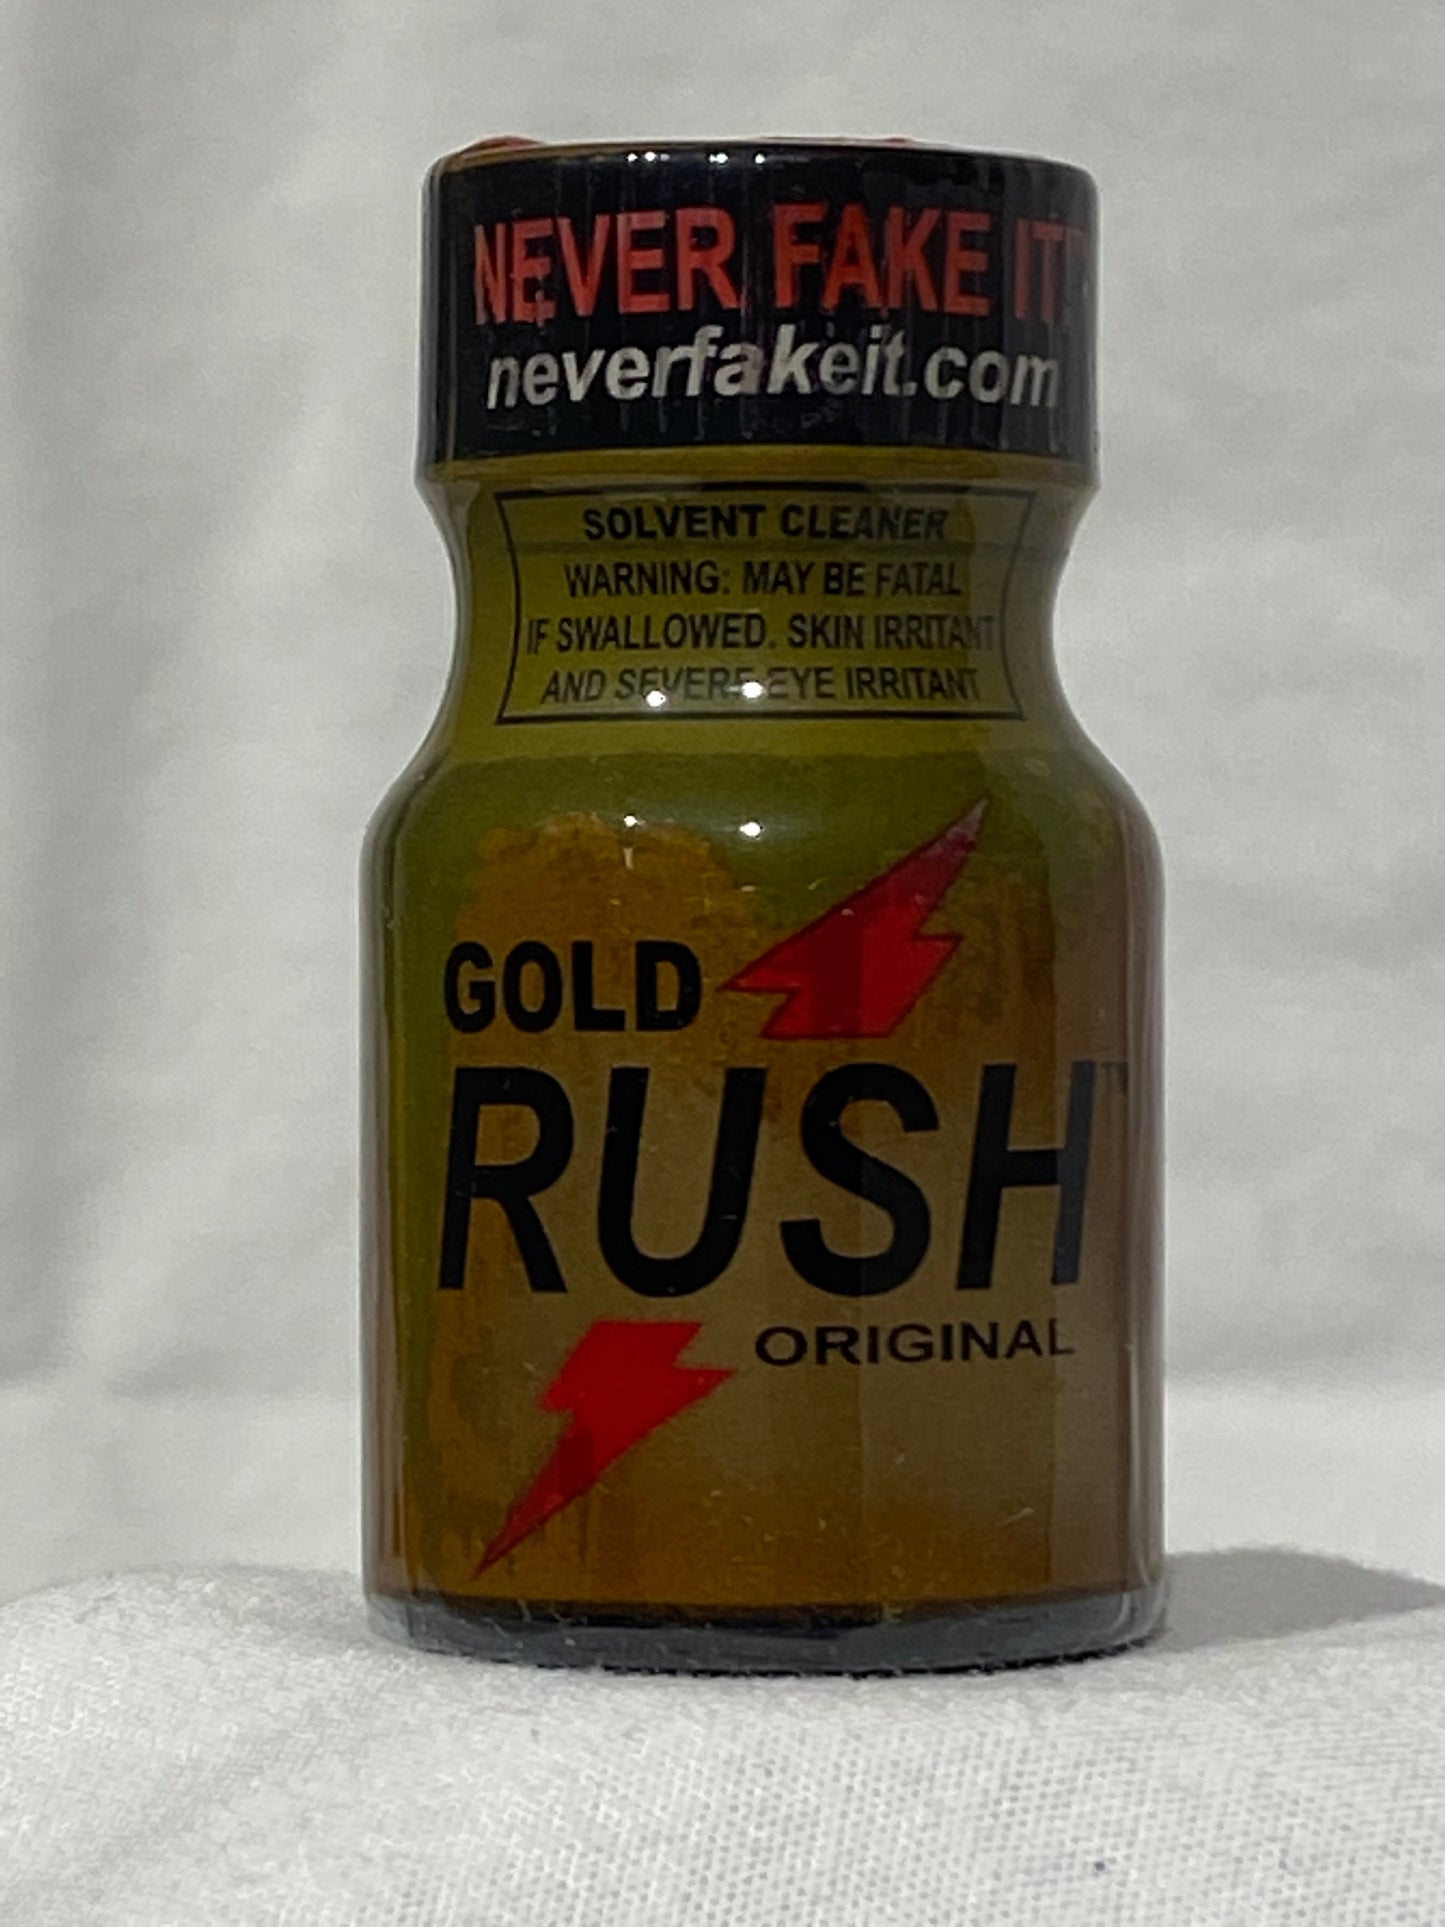 NEVER FAKE IT!
neverfakeit.com
SOLVENT CLEANER
WARNING: MAY BE FATAL
IF SWALLOWED. SKIN IRRITANT
AND SEVERE EYE IRRITANT
GOLD
RUSH™
ORIGINAL